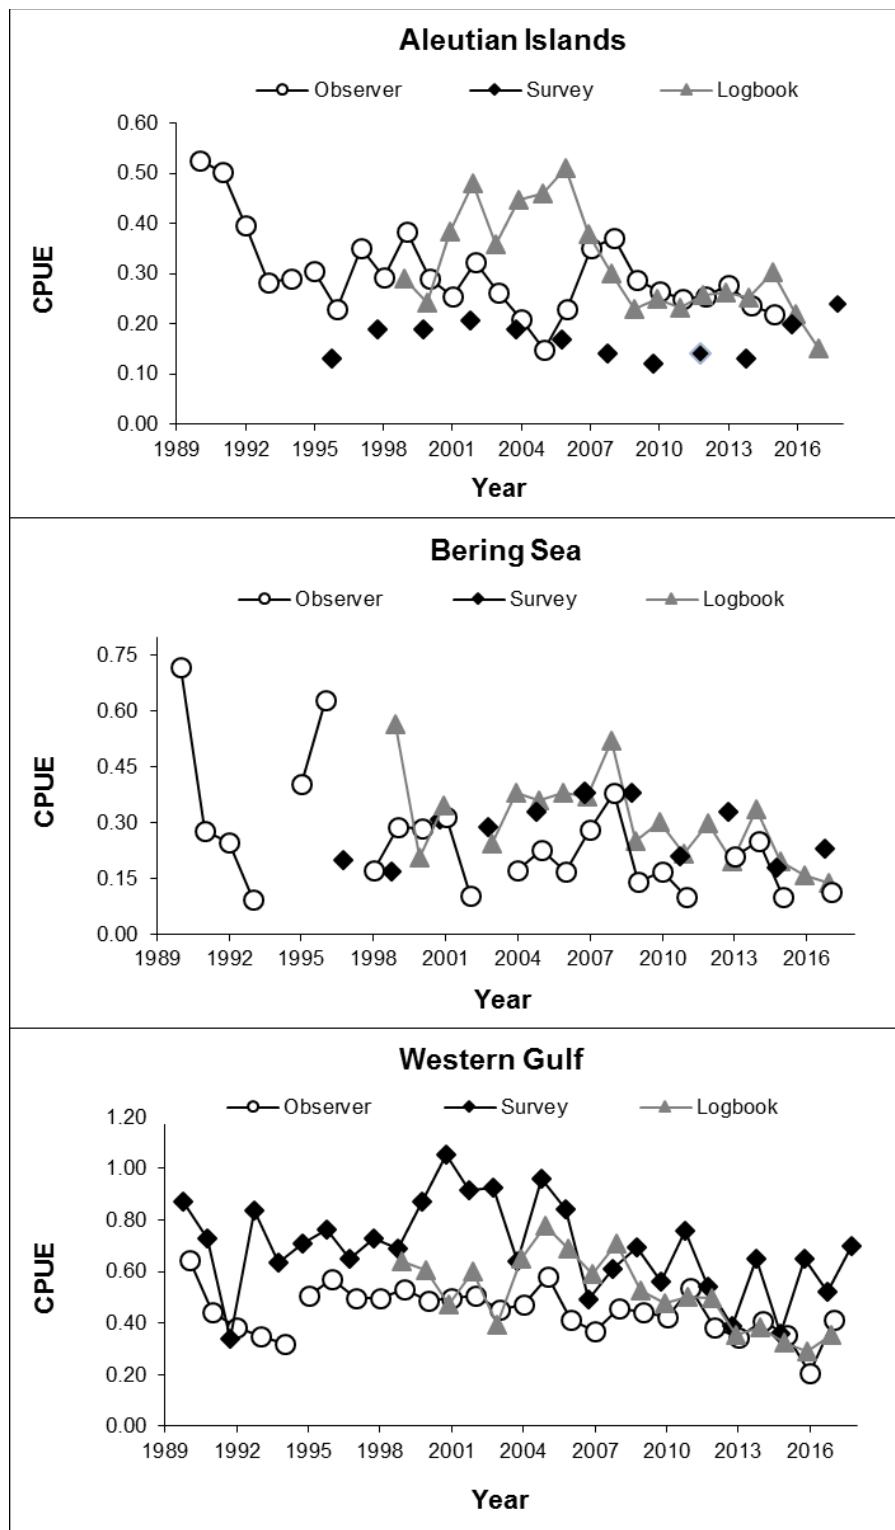 Aleutian Islands
Observer Survey Logbook
0.60
0.50
0.40
0.30
0.20
0.10
0.00
CPUE
1989 1992 1995 1998 2001 2004 2007 2010 2013 2016
Year
Bering Sea
Observer Survey Logbook
0.75
0.60
0.45
0.30
0.15
0.00
CPUE
1989 1992 1995 1998 2001 2004 2007 2010 2013 2016
Year
Western Gulf
Observer Survey Logbook
1.20
1.00
0.80
0.60
0.40
0.20
0.00
CPUE
1989 1992 1995 1998 2001 2004 2007 2010 2013 2016
Year